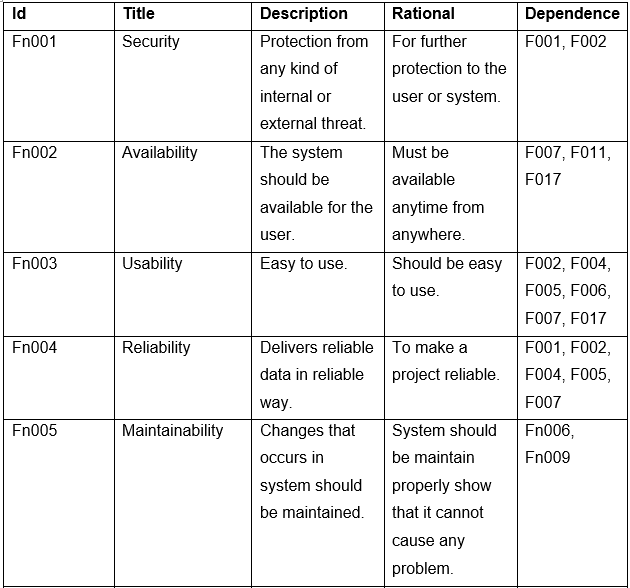 Id Title Description Rational Dependence
Fn001 Security Protection from For further F001, F002
any kind of protection to the
internal or user or system.
external threat.
Fn002 Availability The system Must be F007, F011,
should be available F017
available for the anytime from
user. anywhere.
Fn003 Usability Easy to use. Should be easy F002, F004,
to use. F005, F006,
F007, F017
Fn004 Reliability Delivers reliable To make a F001, F002,
data in reliable project reliable. F004, F005,
way. F007
Fn005 Maintainability Changes that System should Fn006,
occurs in be maintain Fn009
system should properly show
be maintained. that it cannot
cause any
problem.